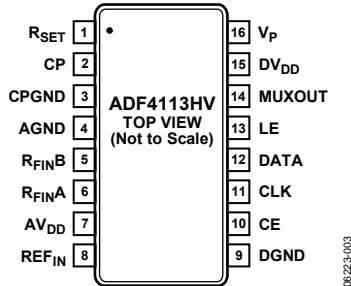 RSET 1
CP 2
CPGND 3
AGND 4
RFINB 5
RFINA 6
AVDD 7
REFIN 8
ADF4113HV
TOP VIEW
(Not to Scale)
16 VP
15 DVDD
14 MUXOUT
13 LE
12 DATA
11 CLK
10 CE
9 DGND
06223-003